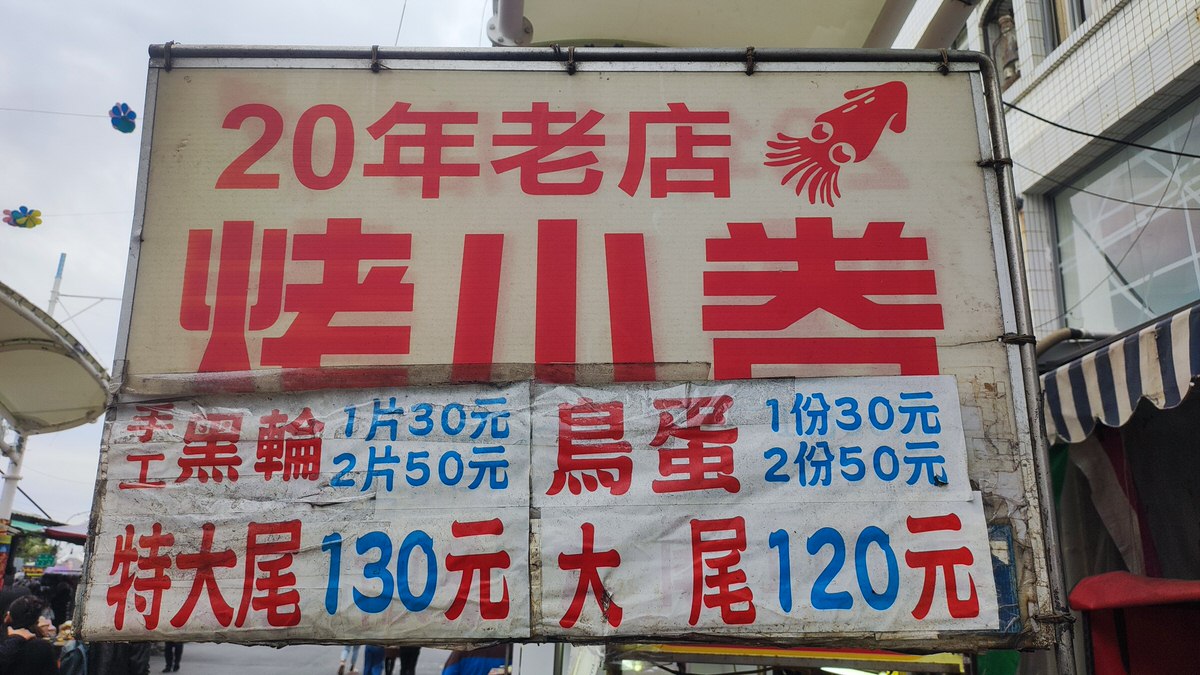 20年老店
烤小卷
手工黑輪 1片30元 2片50元
鳥蛋 1份30元 2份50元
特大尾130元
大尾120元